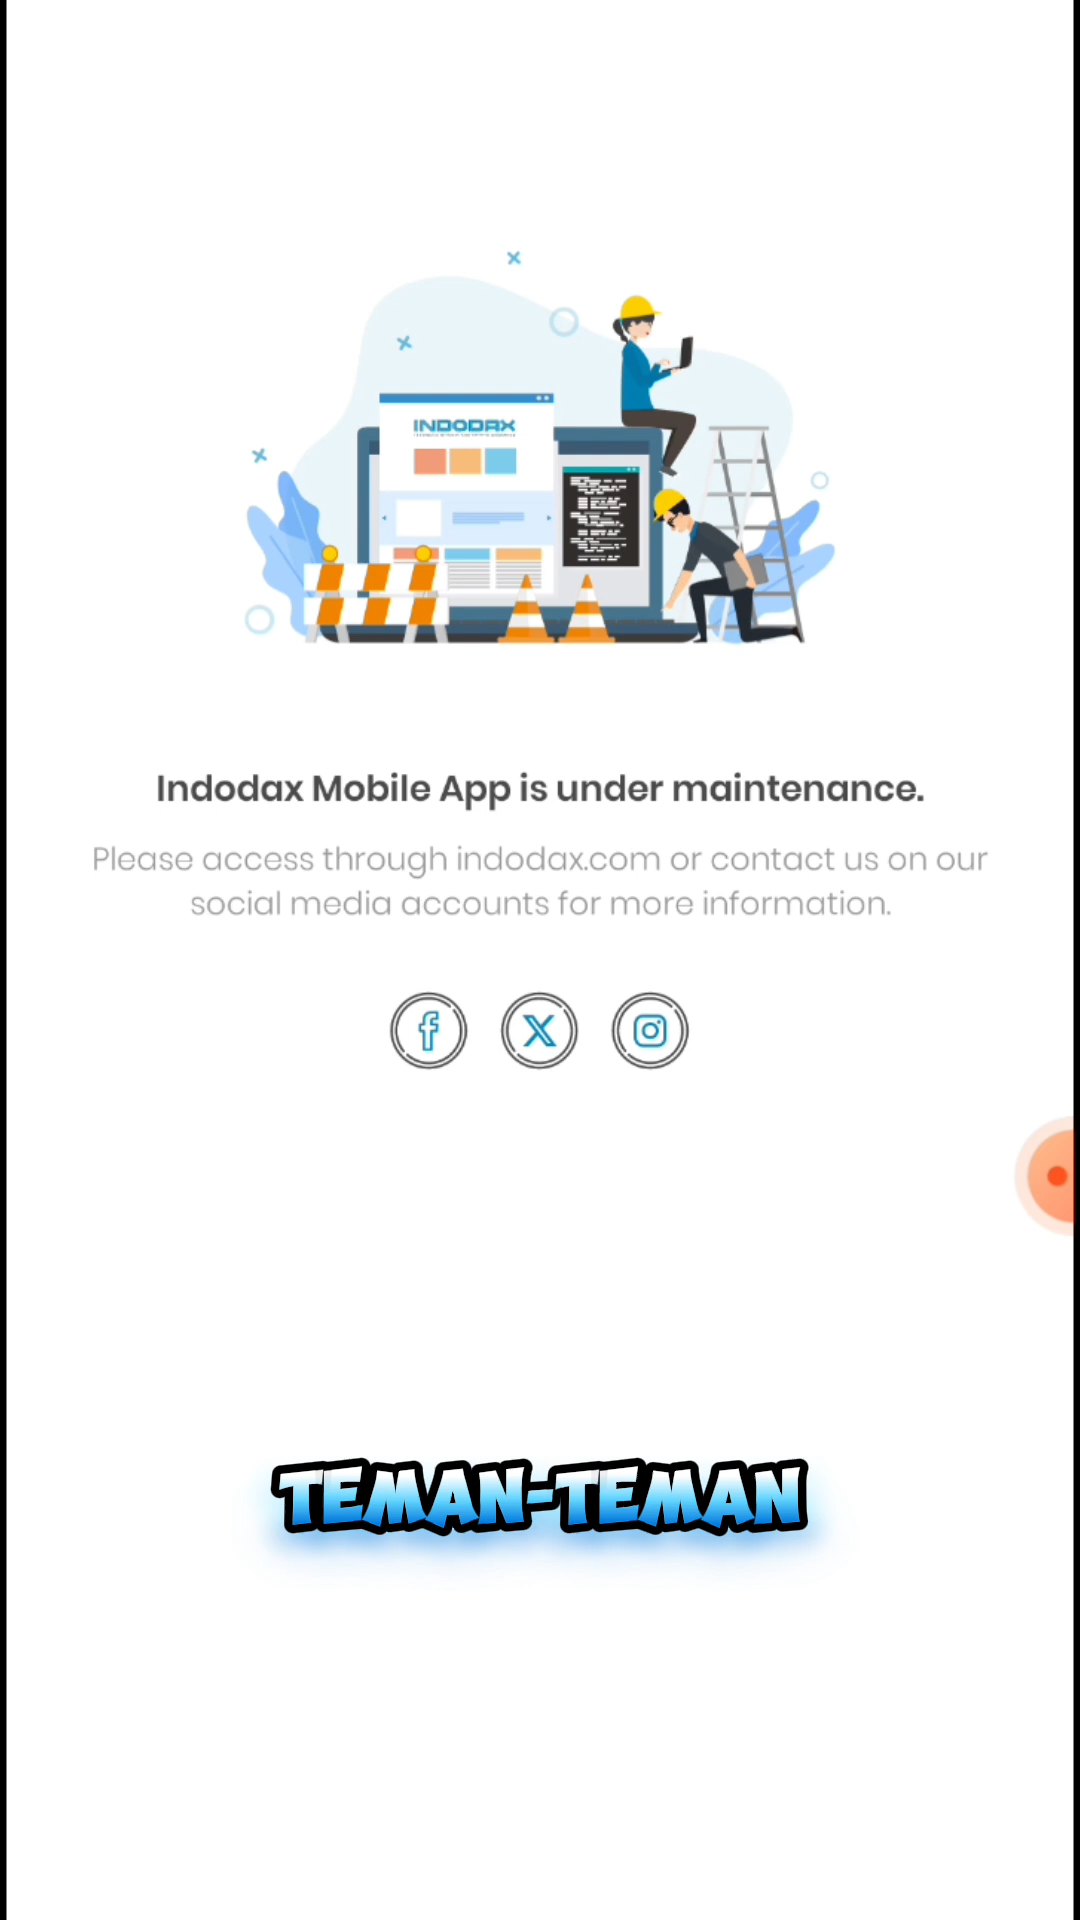 INDODAX
Indodax Mobile App is under maintenance.
Please access through indodax.com or contact us on our
social media accounts for more information.
TEMAN-TEMAN